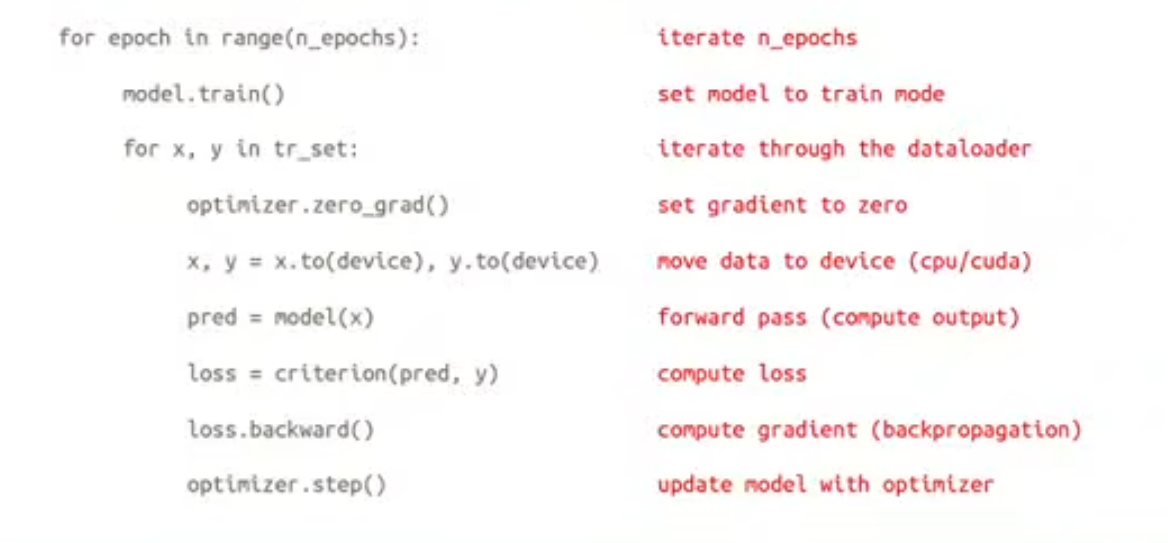 for epoch in range(n_epochs): iterate n_epochs
model.train() set model to train mode
for x, y in tr_set: iterate through the dataloader
optimizer.zero_grad() set gradient to zero
x, y = x.to(device), y.to(device) move data to device (cpu/cuda)
pred = model(x) forward pass (compute output)
loss = criterion(pred, y) compute loss
loss.backward() compute gradient (backpropagation)
optimizer.step() update model with optimizer